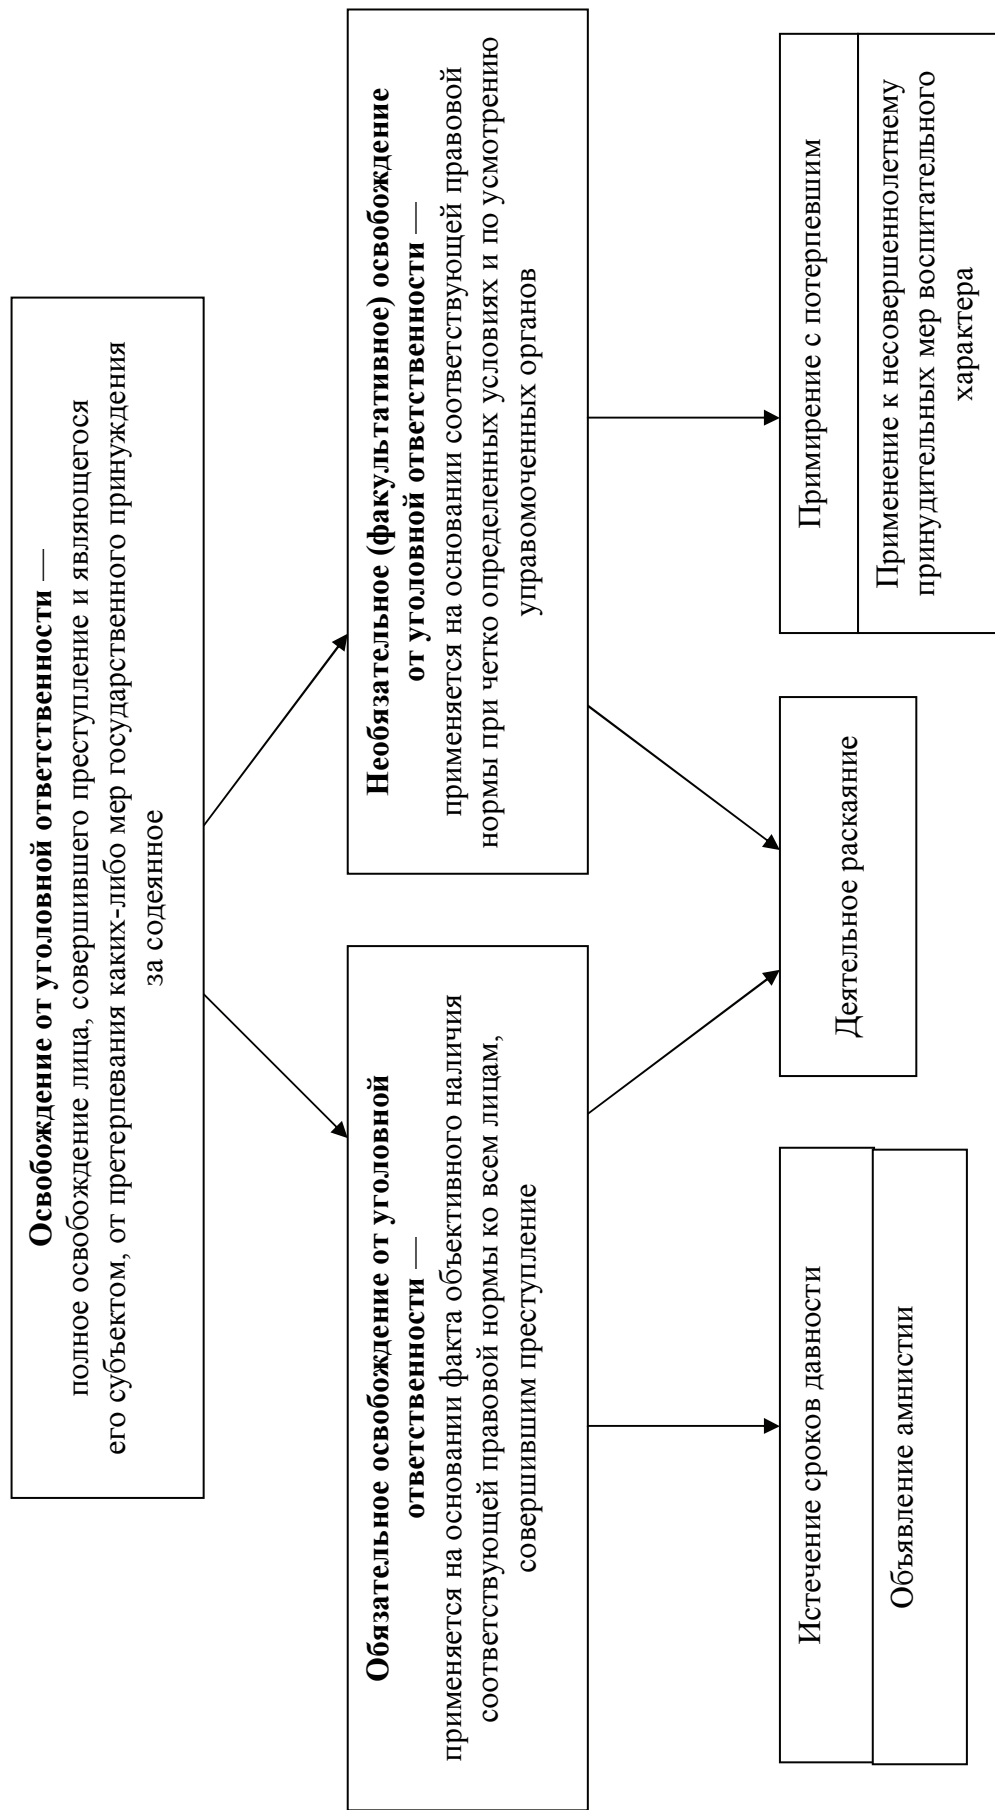 Освобождение от уголовной ответственности —
полное освобождение лица, совершившего преступление и являющегося
его субъектом, от претерпевания каких-либо мер государственного принуждения
за содеянное
Обязательное освобождение от уголовной
ответственности —
применяется на основании факта объективного наличия
соответствующей правовой нормы ко всем лицам,
совершившим преступление
Необязательное (факультативное) освобождение
от уголовной ответственности —
применяется на основании соответствующей правовой
нормы при четко определенных условиях и по усмотрению
управомоченных органов
Истечение сроков давности
Объявление амнистии
Деятельное раскаяние
Примирение с потерпевшим
Применение к несовершеннолетнему
принудительных мер воспитательного
характера